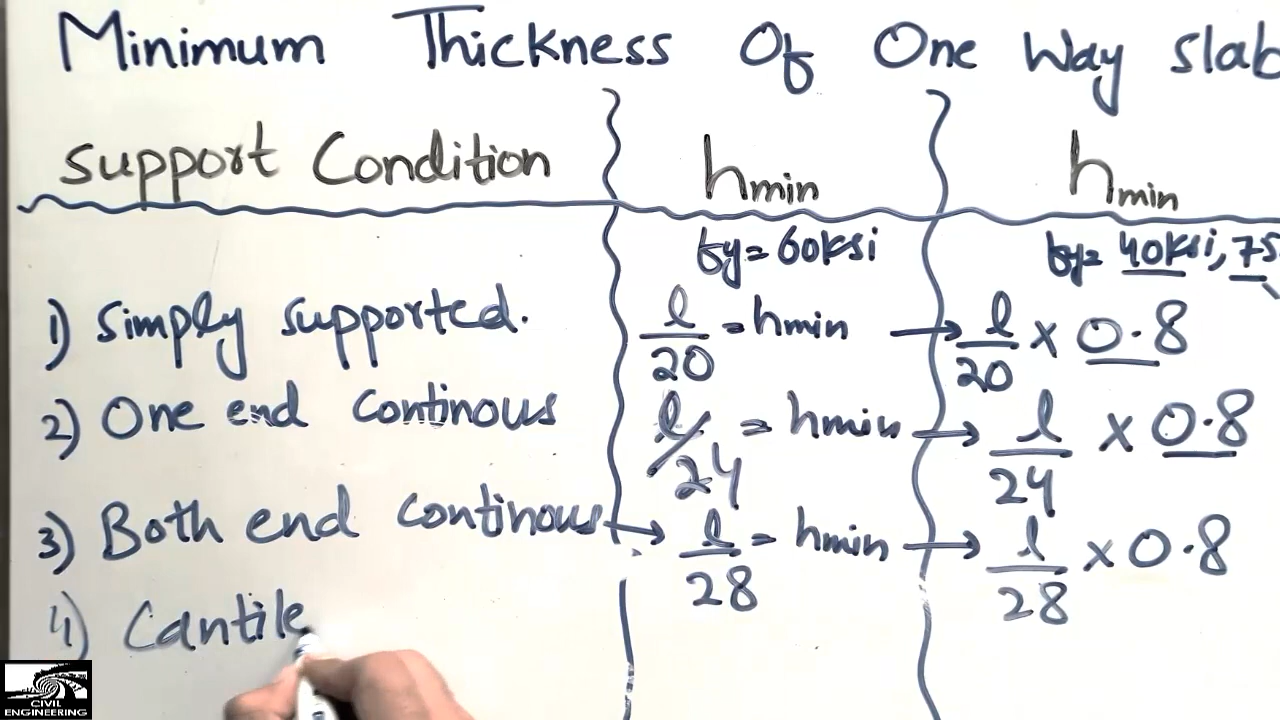 Minimum Thickness Of One Way slab
Support Condition hmin hmin
fy= 60ksi fy= 40ksi, 75
1) Simply supported. l/20 = hmin → l/20 × 0.8
2) One end Continous l/24 = hmin → l/24 × 0.8
3) Both end continous → l/28 = hmin → l/28 × 0.8
4) Cantile
CIVIL
ENGINEERING